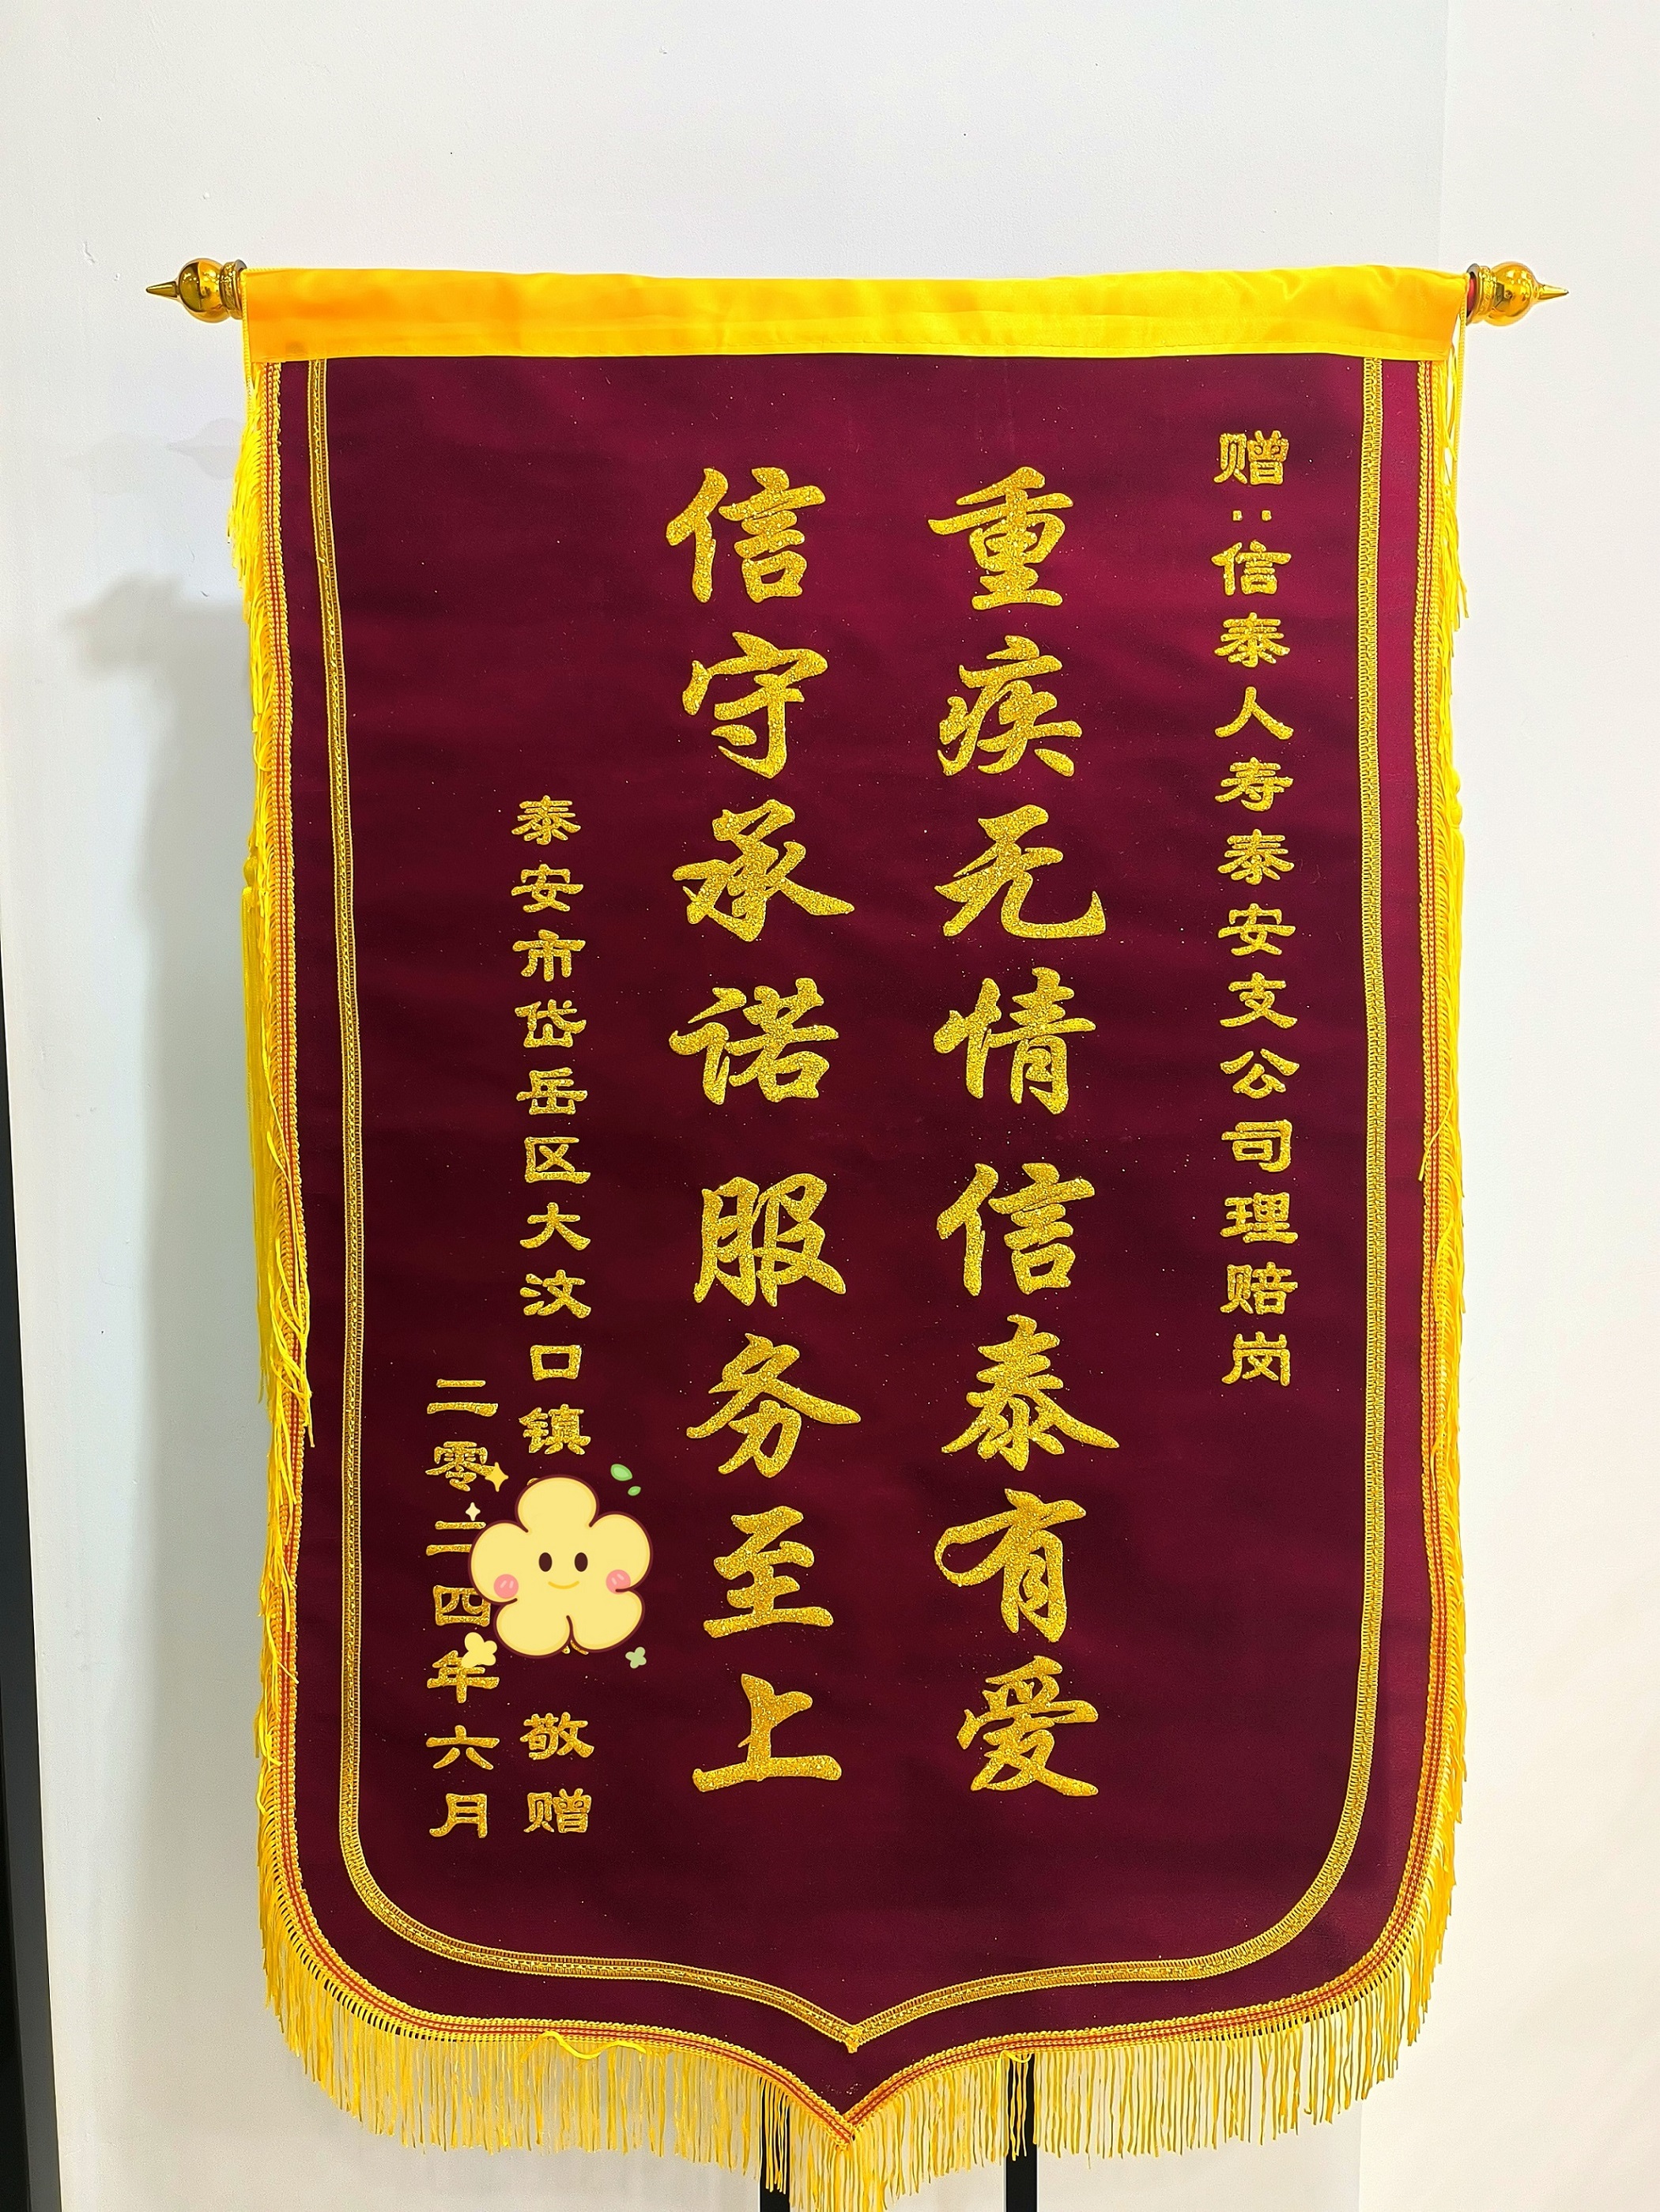 赠:信泰人寿泰安支公司理赔岗
重疾无情信泰有爱
信守承诺服务至上
泰安市岱岳区大汶口镇 敬赠
二零二四年六月